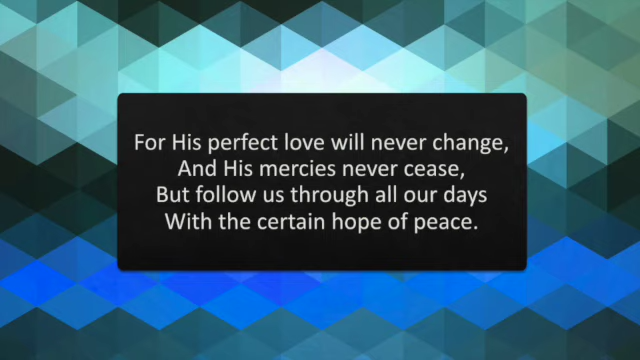 For His perfect love will never change,
And His mercies never cease,
But follow us through all our days
With the certain hope of peace.